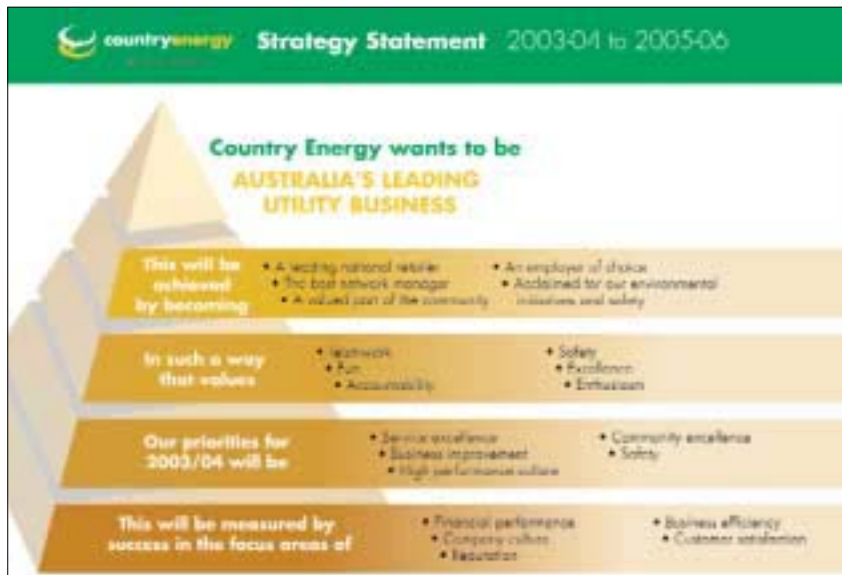 countryenergy Strategy Statement 2003-04 to 2005-06
Country Energy wants to be
AUSTRALIA'S LEADING
UTILITY BUSINESS
This will be
achieved
by becoming
• A leading national retailer
• The best network manager
• A valued part of the community
• An employer of choice
• Acclaimed for our environmental
initiatives and safety
In such a way
that values
• Teamwork
• Fun
• Accountability
• Safety
• Excellence
• Enthusiasm
Our priorities for
2003/04 will be
• Service excellence
• Business improvement
• High performance culture
• Community excellence
• Safety
This will be measured by
success in the focus areas of
• Financial performance
• Company culture
• Reputation
• Business efficiency
• Customer satisfaction